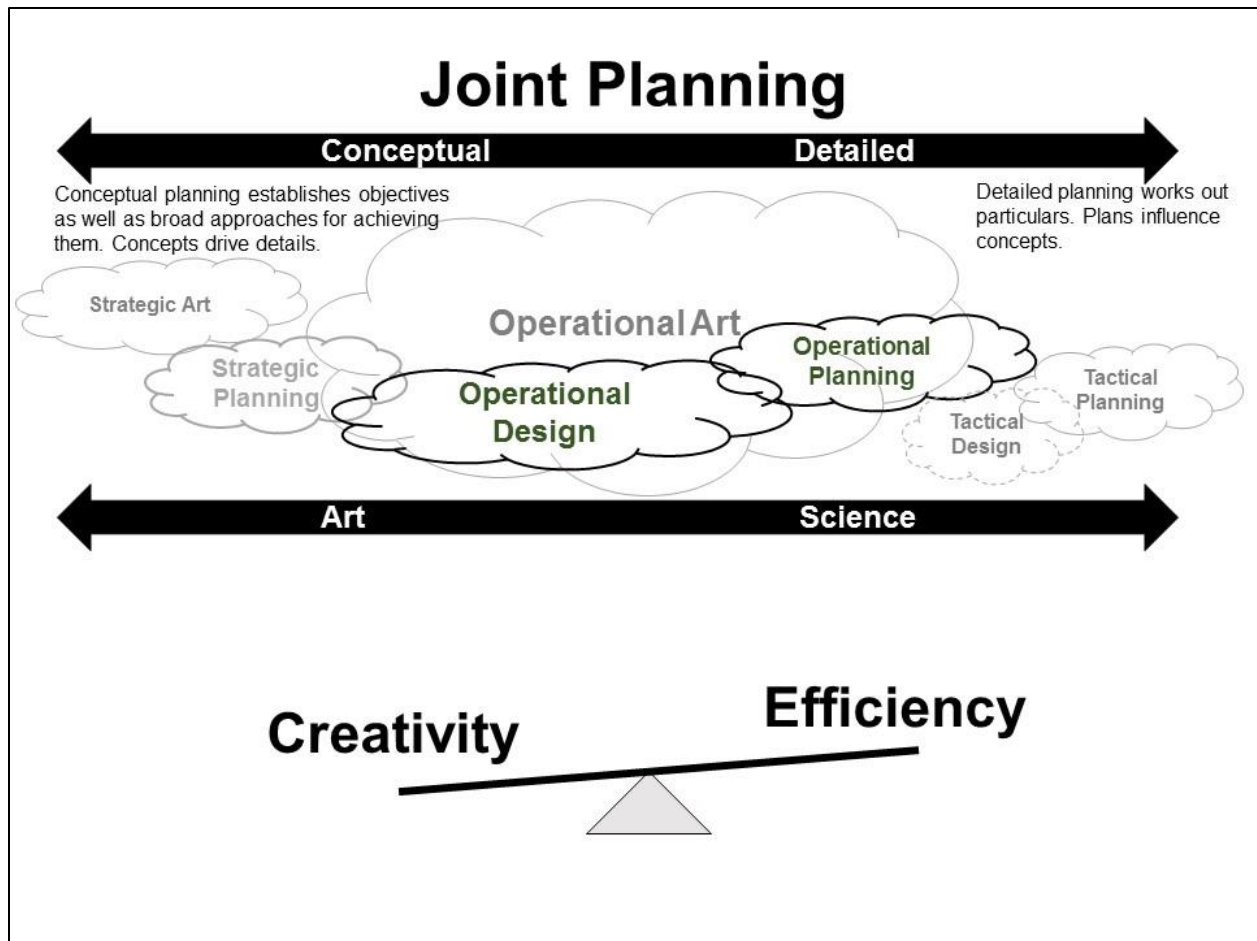 Joint Planning
Conceptual
Detailed
Conceptual planning establishes objectives
as well as broad approaches for achieving
them. Concepts drive details.
Detailed planning works out
particulars. Plans influence
concepts.
Strategic Art
Strategic
Planning
Operational Art
Operational
Design
Operational
Planning
Tactical
Planning
Tactical
Design
Art
Science
Creativity
Efficiency